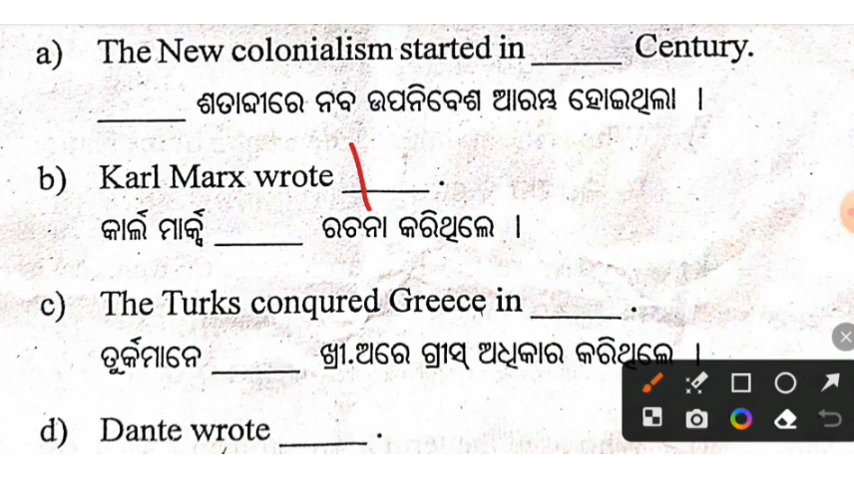 a) The New colonialism started in ______ Century.
______ ଶତାବ୍ଦୀରେ ନବ ଉପନିବେଶ ଆରମ୍ଭ ହୋଇଥିଲା ।
b) Karl Marx wrote ______ .
କାର୍ଲ ମାର୍କ୍ସ ______ ରଚନା କରିଥିଲେ ।
c) The Turks conqured Greece in ______ .
ତୁର୍କମାନେ ______ ଖ୍ରୀ.ଅରେ ଗ୍ରୀସ୍ ଅଧିକାର କରିଥିଲେ ।
d) Dante wrote ______ .